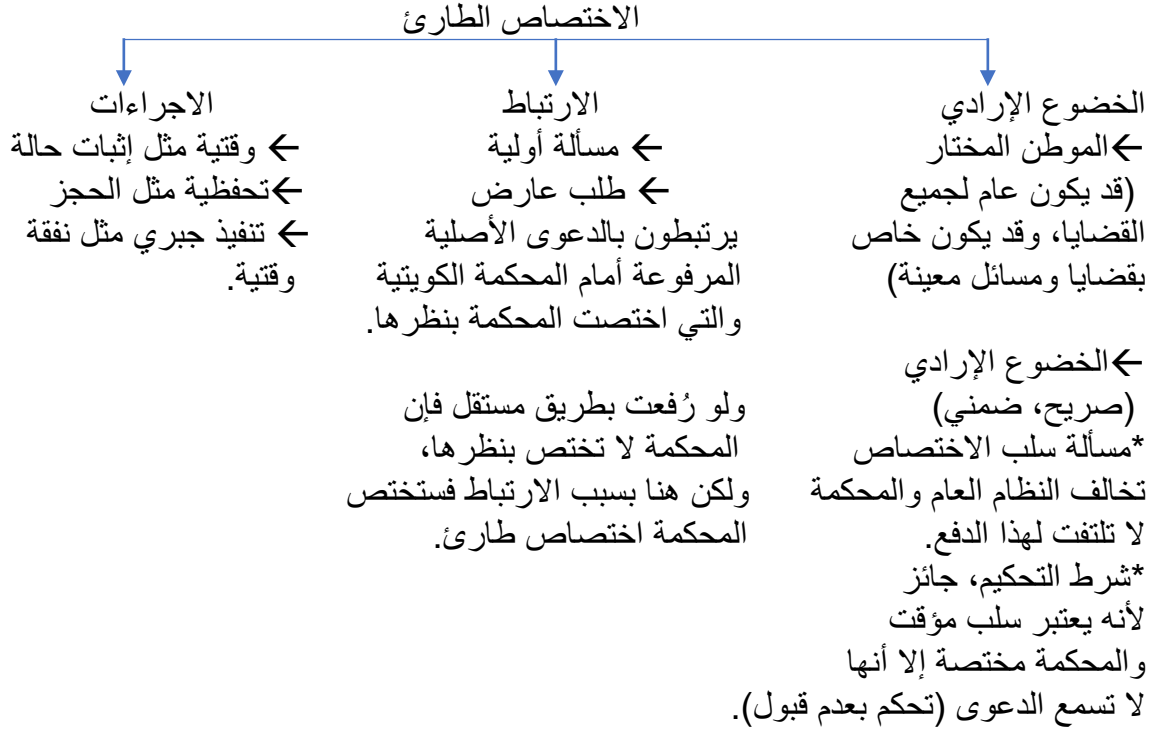 الاختصاص الطارئ
الخضوع الإرادي
←الموطن المختار
(قد يكون عام لجميع
القضايا، وقد يكون خاص
بقضايا ومسائل معينة)
←الخضوع الإرادي
(صريح، ضمني)
*مسألة سلب الاختصاص
تخالف النظام العام والمحكمة
لا تلتفت لهذا الدفع.
*شرط التحكيم، جائز
لأنه يعتبر سلب مؤقت
والمحكمة مختصة إلا أنها
لا تسمع الدعوى (تحكم بعدم قبول).
الارتباط
← مسألة أولية
← طلب عارض
يرتبطون بالدعوى الأصلية
المرفوعة أمام المحكمة الكويتية
والتي اختصت المحكمة بنظرها.
ولو رُفعت بطريق مستقل فإن
المحكمة لا تختص بنظرها،
ولكن هنا بسبب الارتباط فستختص
المحكمة اختصاص طارئ.
الاجراءات
← وقتية مثل إثبات حالة
←تحفظية مثل الحجز
← تنفيذ جبري مثل نفقة
وقتية.